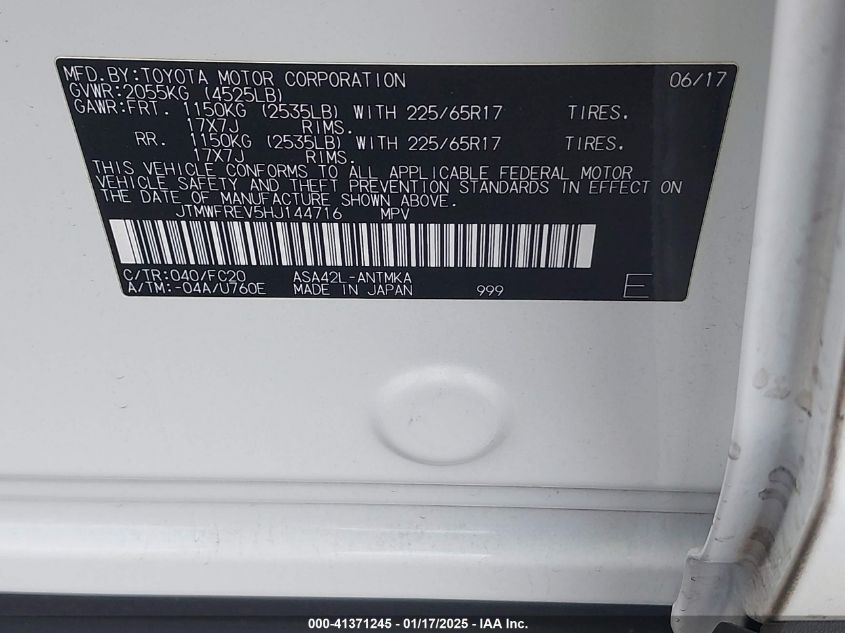 MFD.BY:TOYOTA MOTOR CORPORATION 06/17
GVWR:2055KG (4525LB)
GAWR:FRT. 1150KG (2535LB) WITH 225/65R17 TIRES.
17X7J RIMS.
RR. 1150KG (2535LB) WITH 225/65R17 TIRES.
17X7J RIMS.
THIS VEHICLE CONFORMS TO ALL APPLICABLE FEDERAL MOTOR
VEHICLE SAFETY AND THEFT PREVENTION STANDARDS IN EFFECT ON
THE DATE OF MANUFACTURE SHOWN ABOVE.
JTMWFREV5HJ144716 MPV
C/TR:040/FC20 ASA42L-ANTMKA
A/TM:-04A/U760E MADE IN JAPAN 999 E
000-41371245 - 01/17/2025 - IAA Inc.